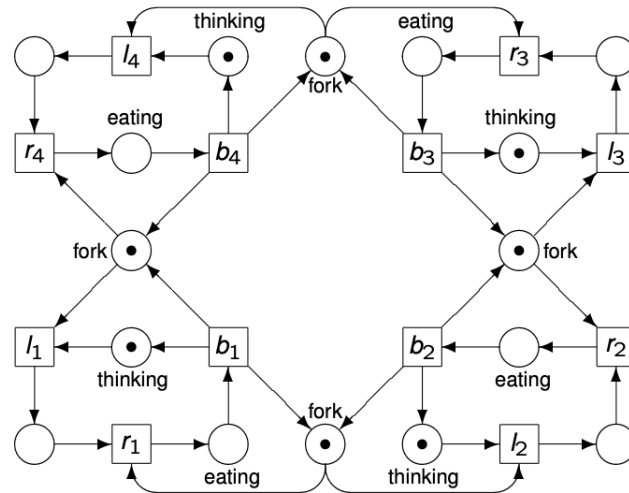 thinking
eating
l₄
r₃
fork
eating
thinking
r₄
b₄
b₃
l₃
fork
fork
l₁
b₁
b₂
r₂
thinking
eating
fork
r₁
l₂
eating
thinking